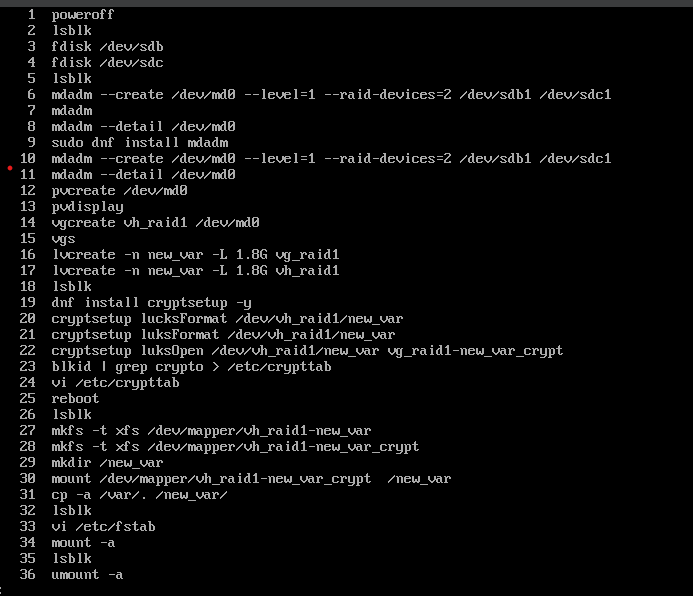 1 poweroff
2 lsblk
3 fdisk /dev/sdb
4 fdisk /dev/sdc
5 lsblk
6 mdadm --create /dev/md0 --level=1 --raid-devices=2 /dev/sdb1 /dev/sdc1
7 mdadm
8 mdadm --detail /dev/md0
9 sudo dnf install mdadm
10 mdadm --create /dev/md0 --level=1 --raid-devices=2 /dev/sdb1 /dev/sdc1
11 mdadm --detail /dev/md0
12 pvcreate /dev/md0
13 pvdisplay
14 vgcreate vh_raid1 /dev/md0
15 vgs
16 lvcreate -n new_var -L 1.8G vg_raid1
17 lvcreate -n new_var -L 1.8G vh_raid1
18 lsblk
19 dnf install cryptsetup -y
20 cryptsetup lucksFormat /dev/vh_raid1/new_var
21 cryptsetup luksFormat /dev/vh_raid1/new_var
22 cryptsetup luksOpen /dev/vh_raid1/new_var vg_raid1-new_var_crypt
23 blkid | grep crypto > /etc/crypttab
24 vi /etc/crypttab
25 reboot
26 lsblk
27 mkfs -t xfs /dev/mapper/vh_raid1-new_var
28 mkfs -t xfs /dev/mapper/vh_raid1-new_var_crypt
29 mkdir /new_var
30 mount /dev/mapper/vh_raid1-new_var_crypt  /new_var
31 cp -a /var/. /new_var/
32 lsblk
33 vi /etc/fstab
34 mount -a
35 lsblk
36 umount -a
: